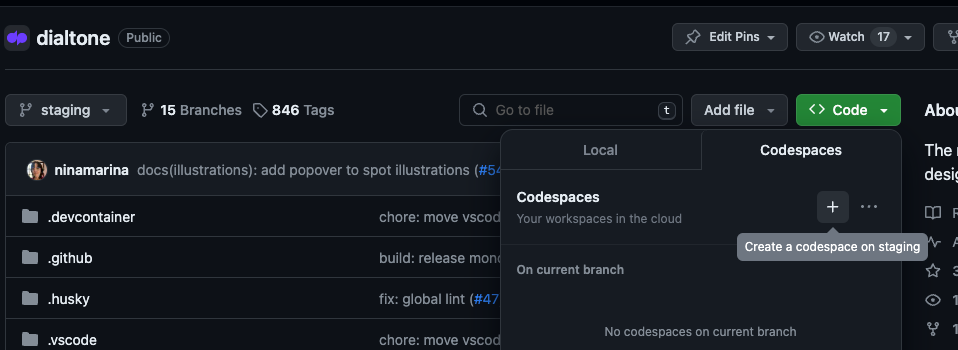 dialtone Public Edit Pins Watch 17
staging 15 Branches 846 Tags Go to file t Add file Code
Local Codespaces
ninamarina docs(illustrations): add popover to spot illustrations (#54
Codespaces
Your workspaces in the cloud
Create a codespace on staging
On current branch
No codespaces on current branch
.devcontainer chore: move vscod
.github build: release mono
.husky fix: global lint (#47
.vscode chore: move vscod
The
desig